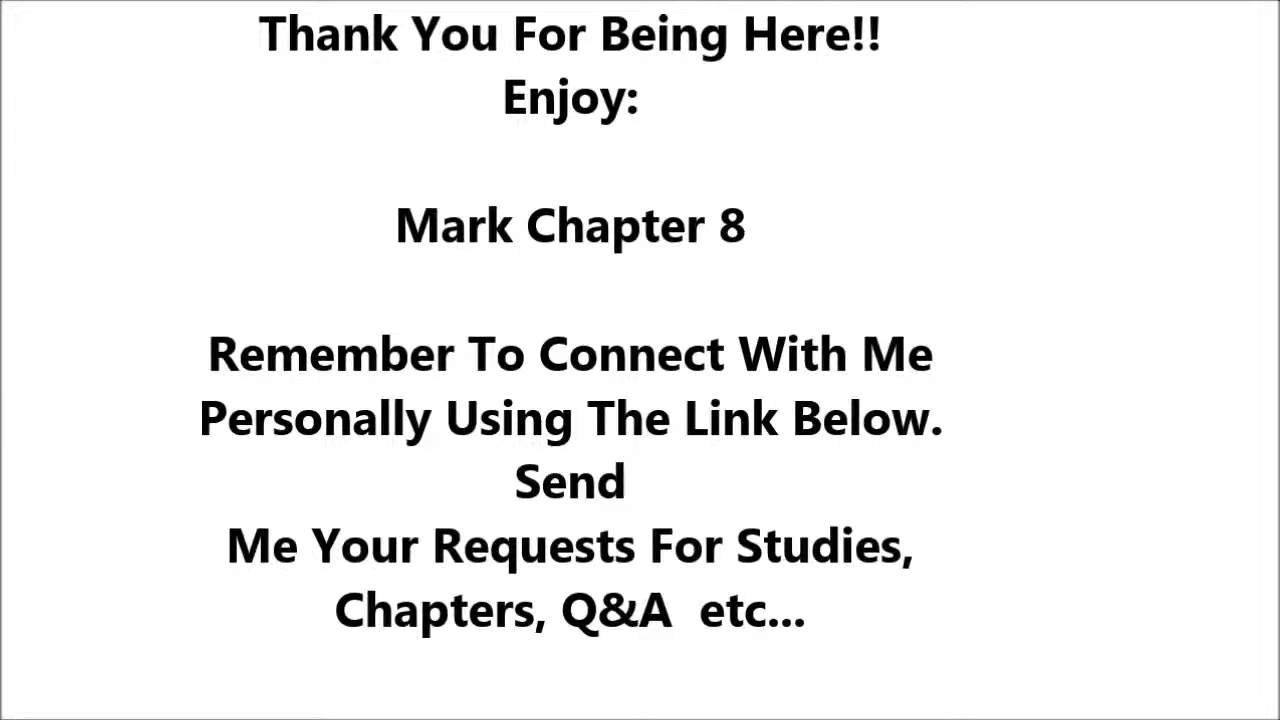 Thank You For Being Here!!
Enjoy:
Mark Chapter 8
Remember To Connect With Me
Personally Using The Link Below.
Send
Me Your Requests For Studies,
Chapters, Q&A  etc...